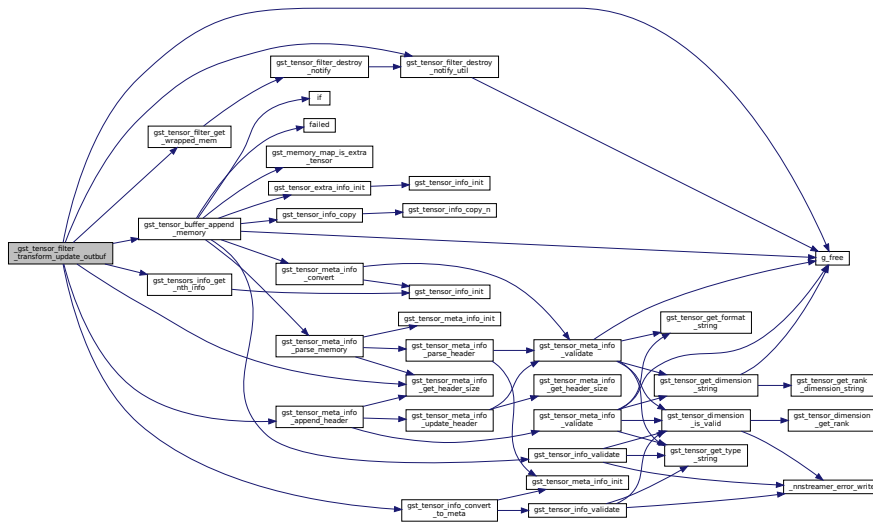 _gst_tensor_filter
_transform_update_outbuf
gst_tensor_filter_get
_wrapped_mem
gst_tensor_buffer_append
_memory
gst_tensors_info_get
_nth_info
gst_tensor_filter_destroy
_notify
if
failed
gst_memory_map_is_extra
_tensor
gst_tensor_extra_info_init
gst_tensor_info_copy
gst_tensor_meta_info
_convert
gst_tensor_meta_info
_parse_memory
gst_tensor_meta_info
_append_header
gst_tensor_filter_destroy
_notify_util
gst_tensor_info_init
gst_tensor_info_copy_n
gst_tensor_info_init
gst_tensor_meta_info_init
gst_tensor_meta_info
_parse_header
gst_tensor_meta_info
_get_header_size
gst_tensor_meta_info
_update_header
gst_tensor_info_convert
_to_meta
gst_tensor_meta_info
_validate
gst_tensor_meta_info
_get_header_size
gst_tensor_meta_info
_validate
gst_tensor_info_validate
gst_tensor_meta_info_init
gst_tensor_info_validate
gst_tensor_get_format
_string
gst_tensor_get_dimension
_string
gst_tensor_dimension
_is_valid
gst_tensor_get_type
_string
g_free
gst_tensor_get_rank
_dimension_string
gst_tensor_dimension
_get_rank
_nnstreamer_error_write